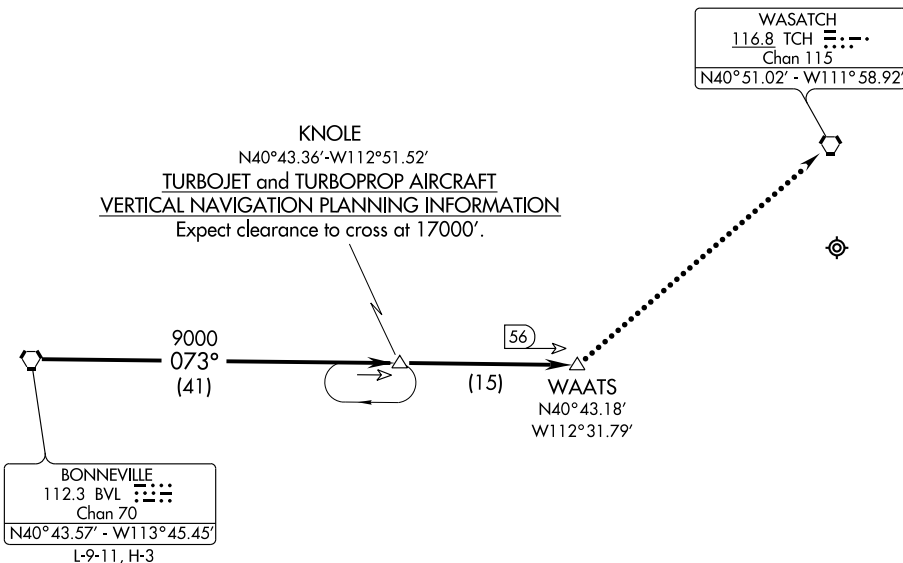 WASATCH
116.8 TCH
Chan 115
N40°51.02’ - W111°58.92’
KNOLE
N40°43.36’-W112°51.52’
TURBOJET and TURBOPROP AIRCRAFT
VERTICAL NAVIGATION PLANNING INFORMATION
Expect clearance to cross at 17000’.
9000
073°
(41)
56
(15)
WAATS
N40°43.18’
W112°31.79’
BONNEVILLE
112.3 BVL
Chan 70
N40°43.57’ - W113°45.45’
L-9-11, H-3